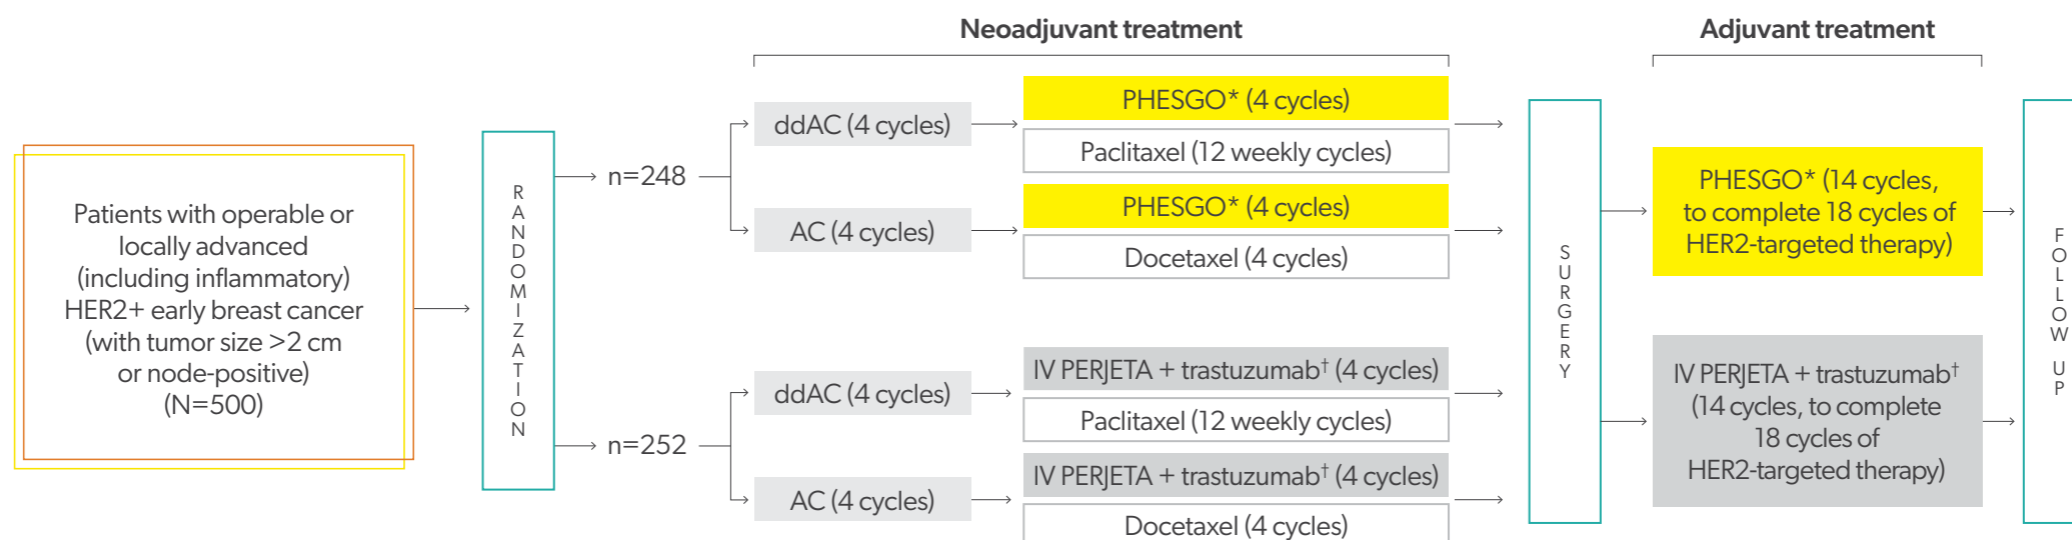 Neoadjuvant treatment
Adjuvant treatment
Patients with operable or
locally advanced
(including inflammatory)
HER2+ early breast cancer
(with tumor size >2 cm
or node-positive)
(N=500)
RANDOMIZATION
n=248
ddAC (4 cycles)
PHESGO* (4 cycles)
Paclitaxel (12 weekly cycles)
AC (4 cycles)
PHESGO* (4 cycles)
Docetaxel (4 cycles)
n=252
ddAC (4 cycles)
IV PERJETA + trastuzumab† (4 cycles)
Paclitaxel (12 weekly cycles)
AC (4 cycles)
IV PERJETA + trastuzumab† (4 cycles)
Docetaxel (4 cycles)
SURGERY
PHESGO* (14 cycles,
to complete 18 cycles of
HER2-targeted therapy)
IV PERJETA + trastuzumab†
(14 cycles, to complete
18 cycles of
HER2-targeted therapy)
FOLLOW UP